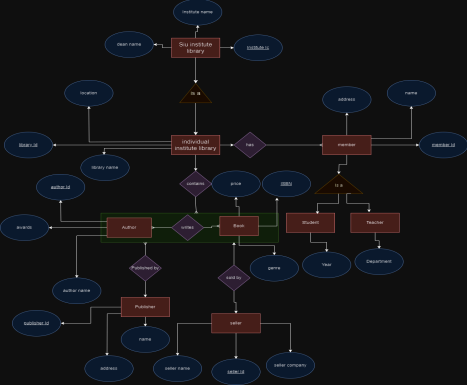 institute name
dean name
Siu institute
library
institute ic
is a
location
address
name
library id
individual
institute library
has
member
member id
library name
author id
contains
price
ISBN
is a
awards
Author
writes
Book
Student
Teacher
Published by
genre
Year
Department
author name
sold by
publisher id
Publisher
name
seller
address
seller name
seller id
seller company